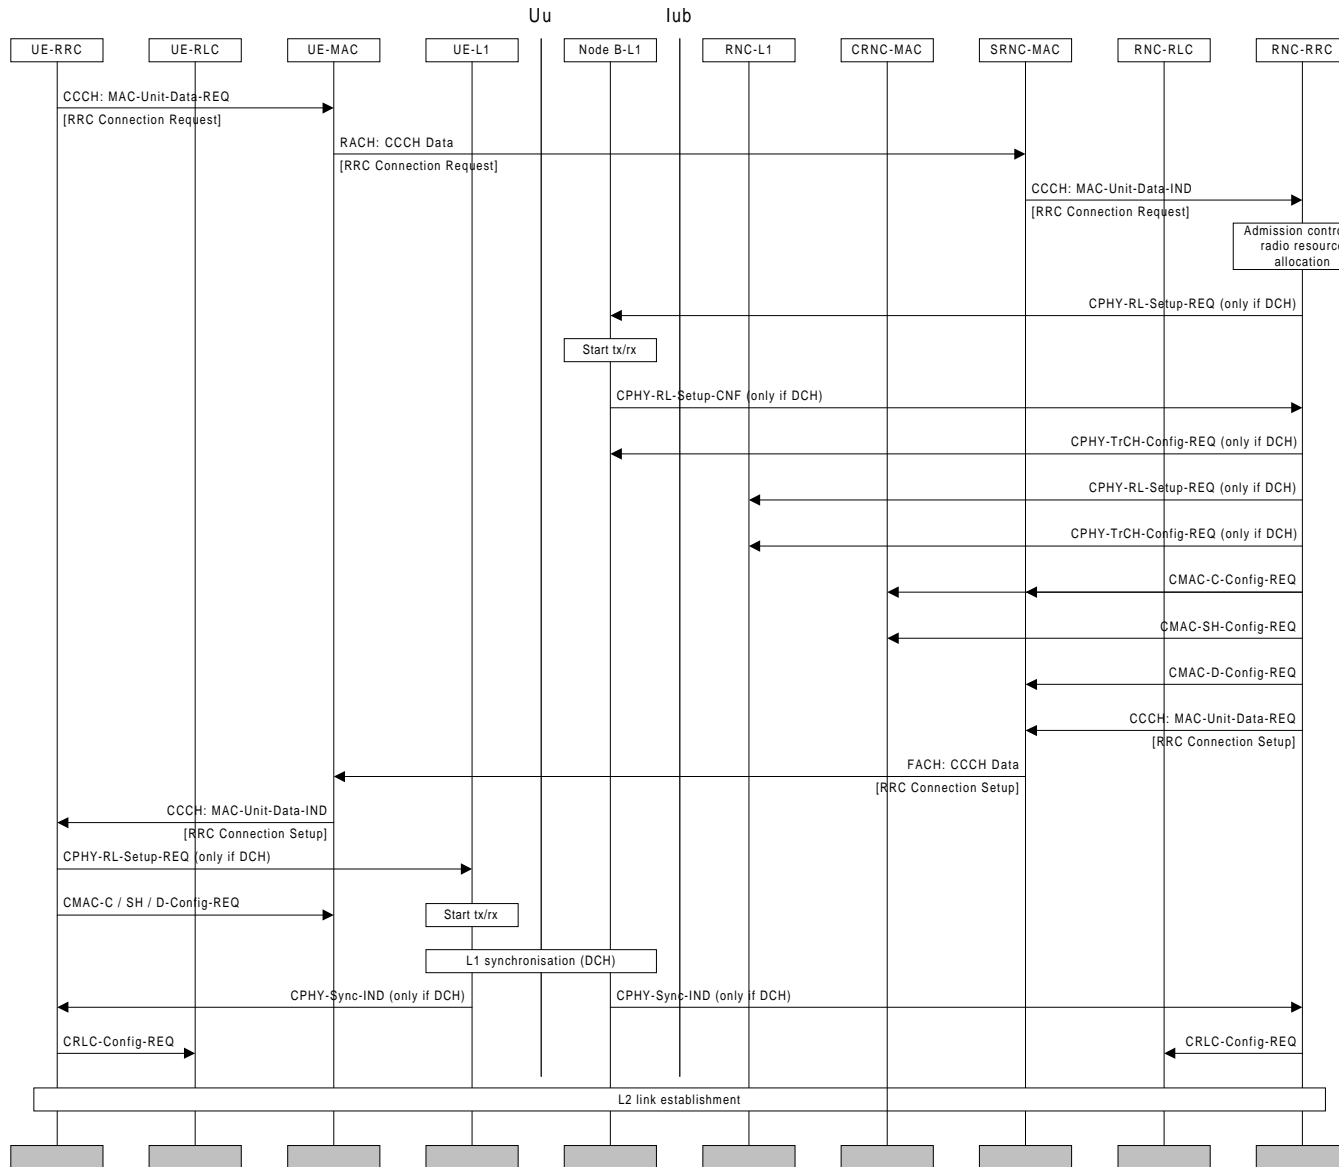 Uu Iub
UE-RRC UE-RLC UE-MAC UE-L1 Node B-L1 RNC-L1 CRNC-MAC SRNC-MAC RNC-RLC RNC-RRC
CCCH: MAC-Unit-Data-REQ
[RRC Connection Request]
RACH: CCCH Data
[RRC Connection Request]
CCCH: MAC-Unit-Data-IND
[RRC Connection Request]
Admission contro
radio resource
allocation
CPHY-RL-Setup-REQ (only if DCH)
Start tx/rx
CPHY-RL-Setup-CNF (only if DCH)
CPHY-TrCH-Config-REQ (only if DCH)
CPHY-RL-Setup-REQ (only if DCH)
CPHY-TrCH-Config-REQ (only if DCH)
CMAC-C-Config-REQ
CMAC-SH-Config-REQ
CMAC-D-Config-REQ
CCCH: MAC-Unit-Data-REQ
[RRC Connection Setup]
FACH: CCCH Data
[RRC Connection Setup]
CCCH: MAC-Unit-Data-IND
[RRC Connection Setup]
CPHY-RL-Setup-REQ (only if DCH)
CMAC-C / SH / D-Config-REQ
Start tx/rx
L1 synchronisation (DCH)
CPHY-Sync-IND (only if DCH) CPHY-Sync-IND (only if DCH)
CRLC-Config-REQ CRLC-Config-REQ
L2 link establishment